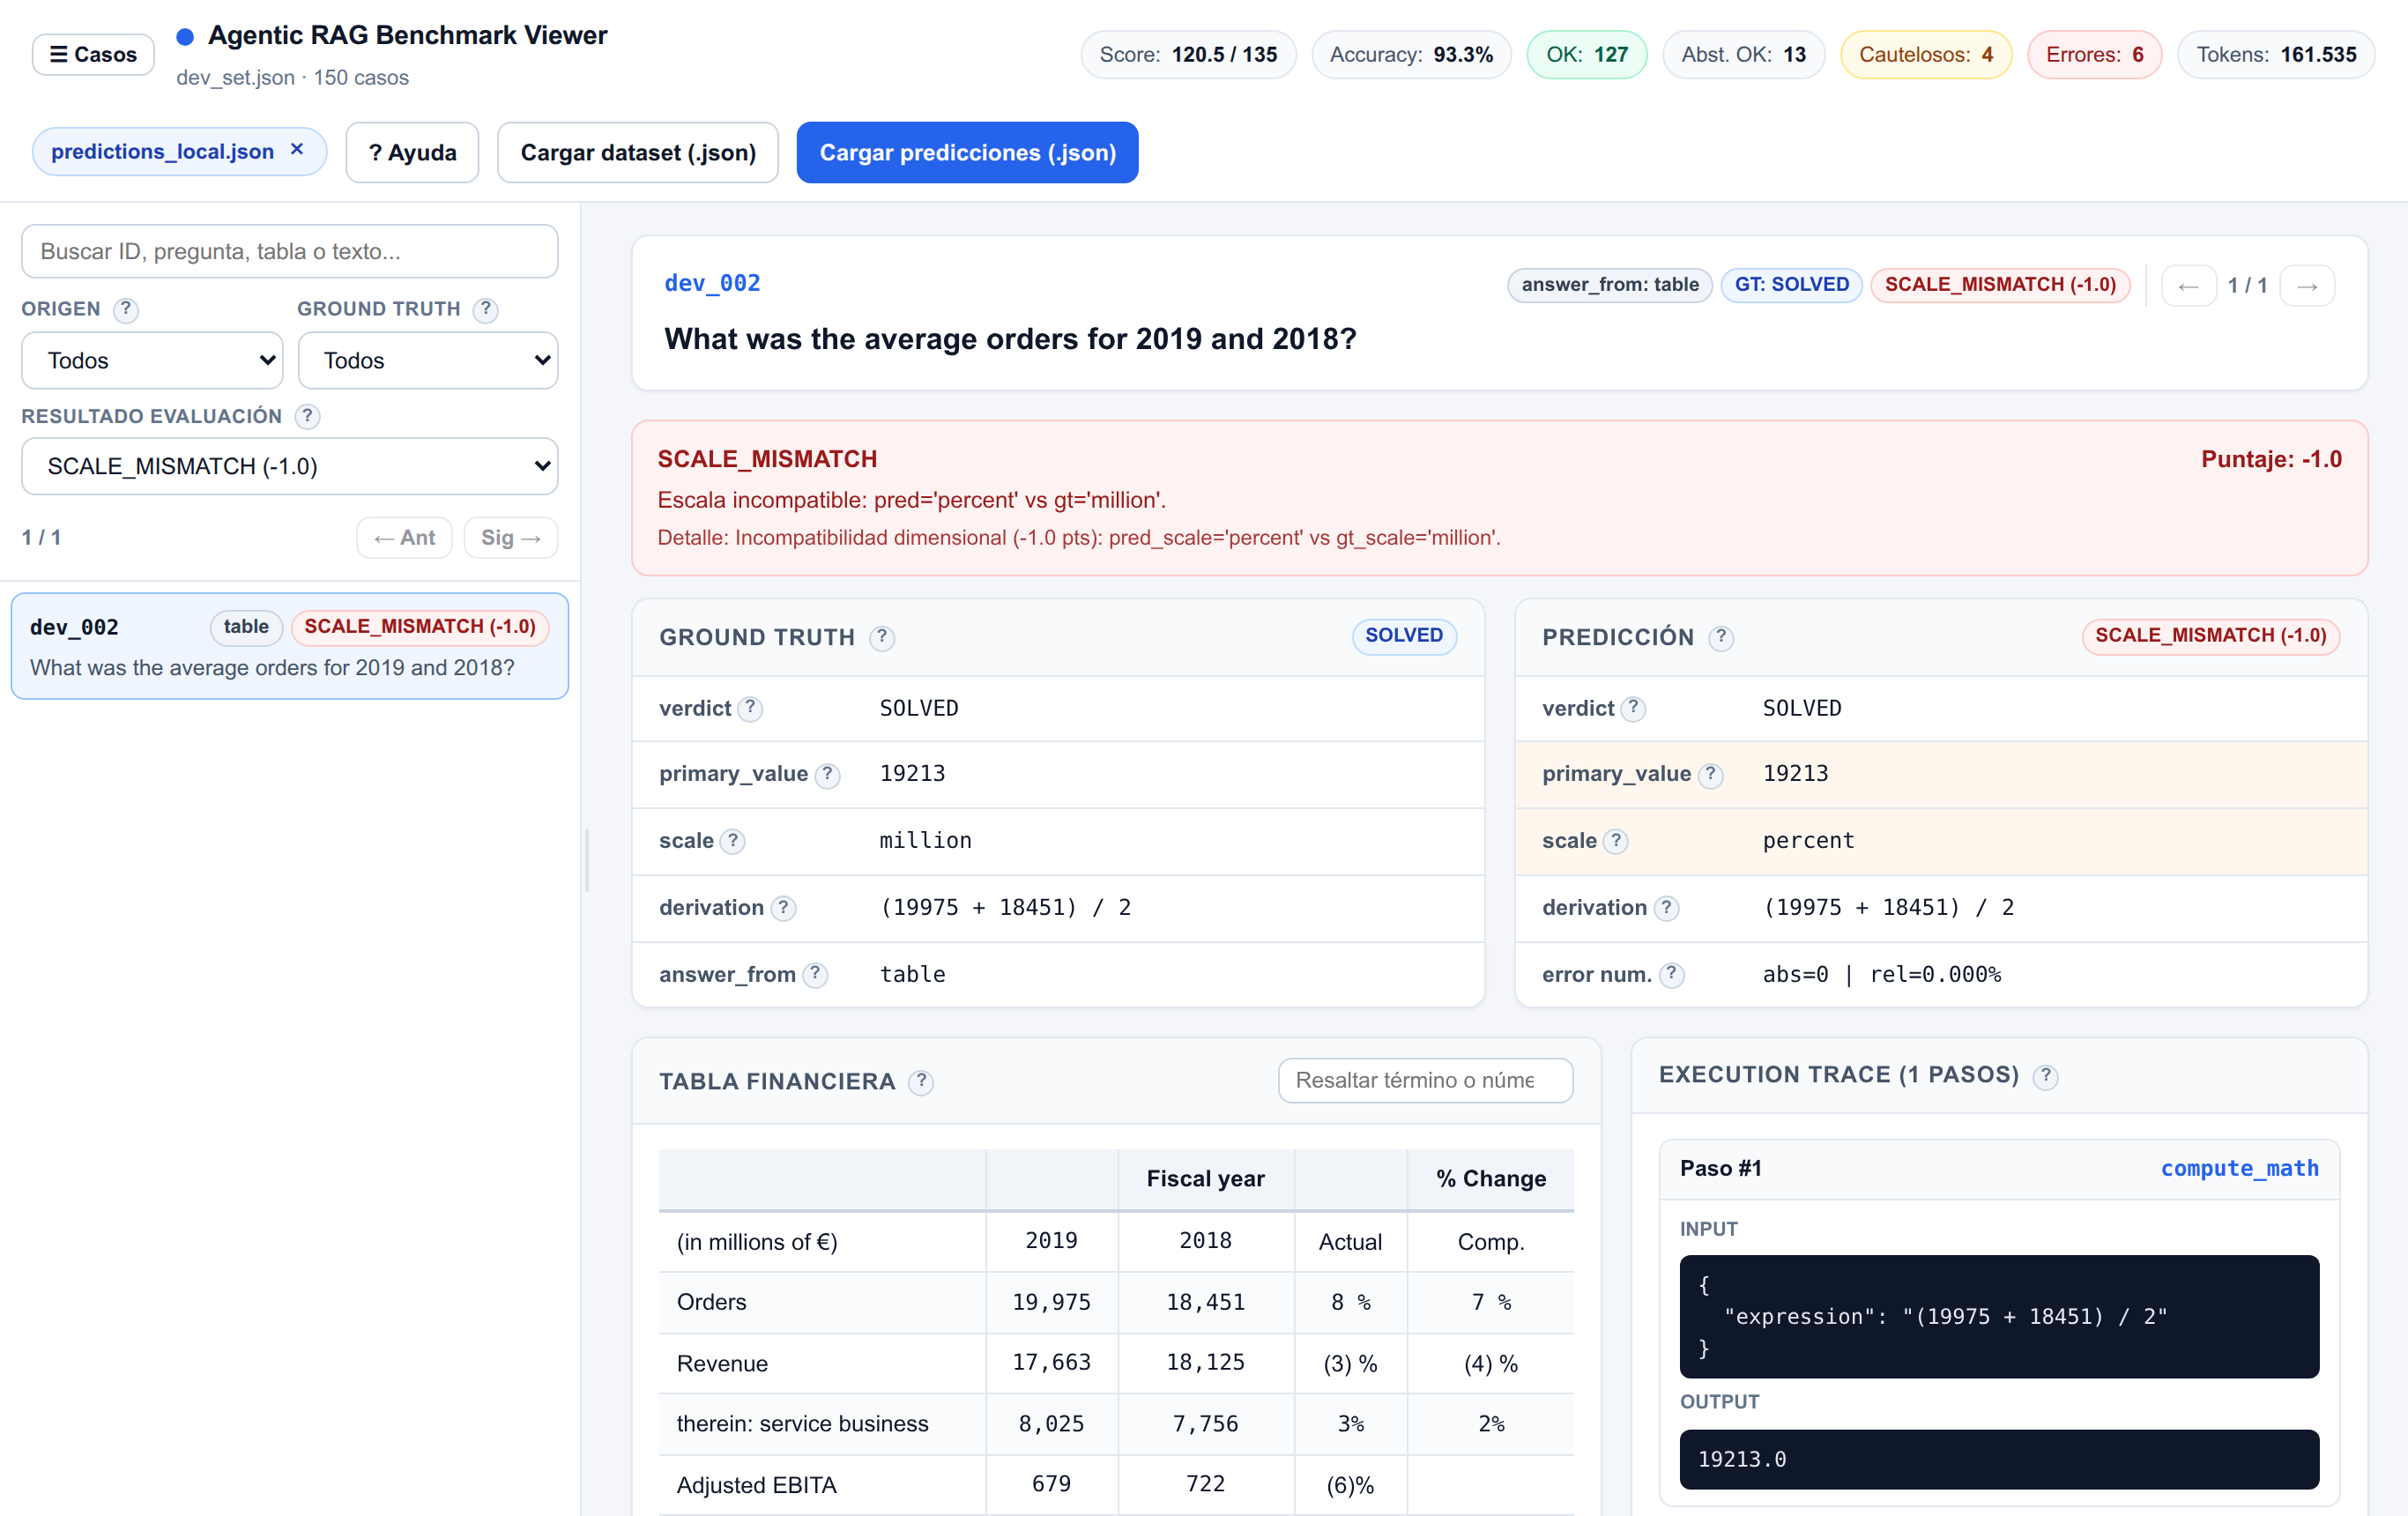 ☰ Casos
Agentic RAG Benchmark Viewer
dev_set.json · 150 casos
Score: 120.5 / 135
Accuracy: 93.3%
OK: 127
Abst. OK: 13
Cautelosos: 4
Errores: 6
Tokens: 161.535
predictions_local.json ×
? Ayuda
Cargar dataset (.json)
Cargar predicciones (.json)
Buscar ID, pregunta, tabla o texto...
ORIGEN ?
GROUND TRUTH ?
Todos
Todos
RESULTADO EVALUACIÓN ?
SCALE_MISMATCH (-1.0)
1 / 1
← Ant
Sig →
dev_002
table
SCALE_MISMATCH (-1.0)
What was the average orders for 2019 and 2018?
dev_002
answer_from: table
GT: SOLVED
SCALE_MISMATCH (-1.0)
←
1 / 1
→
What was the average orders for 2019 and 2018?
SCALE_MISMATCH
Puntaje: -1.0
Escala incompatible: pred='percent' vs gt='million'.
Detalle: Incompatibilidad dimensional (-1.0 pts): pred_scale='percent' vs gt_scale='million'.
GROUND TRUTH ?
SOLVED
verdict ? SOLVED
primary_value ? 19213
scale ? million
derivation ? (19975 + 18451) / 2
answer_from ? table
PREDICCIÓN ?
SCALE_MISMATCH (-1.0)
verdict ? SOLVED
primary_value ? 19213
scale ? percent
derivation ? (19975 + 18451) / 2
error num. ? abs=0 | rel=0.000%
TABLA FINANCIERA ?
Resaltar término o núme
Fiscal year % Change
(in millions of €) 2019 2018 Actual Comp.
Orders 19,975 18,451 8 % 7 %
Revenue 17,663 18,125 (3) % (4) %
therein: service business 8,025 7,756 3% 2%
Adjusted EBITA 679 722 (6)%
EXECUTION TRACE (1 PASOS) ?
Paso #1
compute_math
INPUT
{
"expression": "(19975 + 18451) / 2"
}
OUTPUT
19213.0